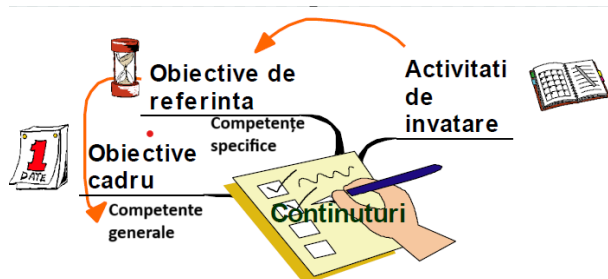 Obiective de
referinta
Competențe
specifice
Activitati
de
invatare
1
DATE
Obiective
cadru
Competente
generale
Continuturi